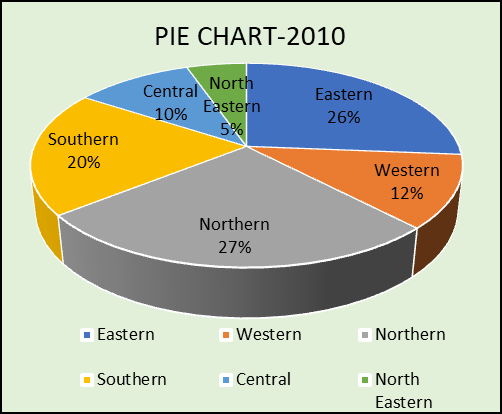 PIE CHART-2010
North
Eastern
5%
Central
10%
Eastern
26%
Southern
20%
Western
12%
Northern
27%
Eastern
Western
Northern
Southern
Central
North
Eastern